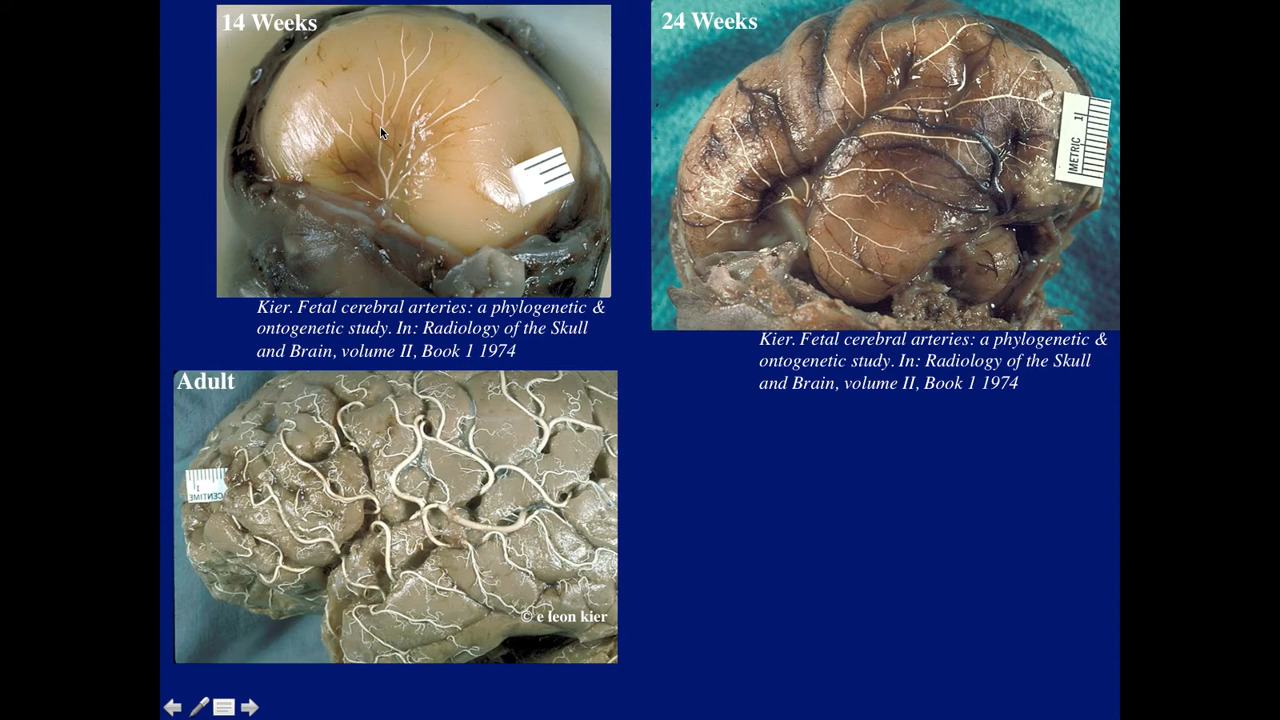 14 Weeks
Kier. Fetal cerebral arteries: a phylogenetic &
ontogenetic study. In: Radiology of the Skull
and Brain, volume II, Book 1 1974
24 Weeks
METRIC 1
Kier. Fetal cerebral arteries: a phylogenetic &
ontogenetic study. In: Radiology of the Skull
and Brain, volume II, Book 1 1974
Adult
1
CENTIME
© e leon kier